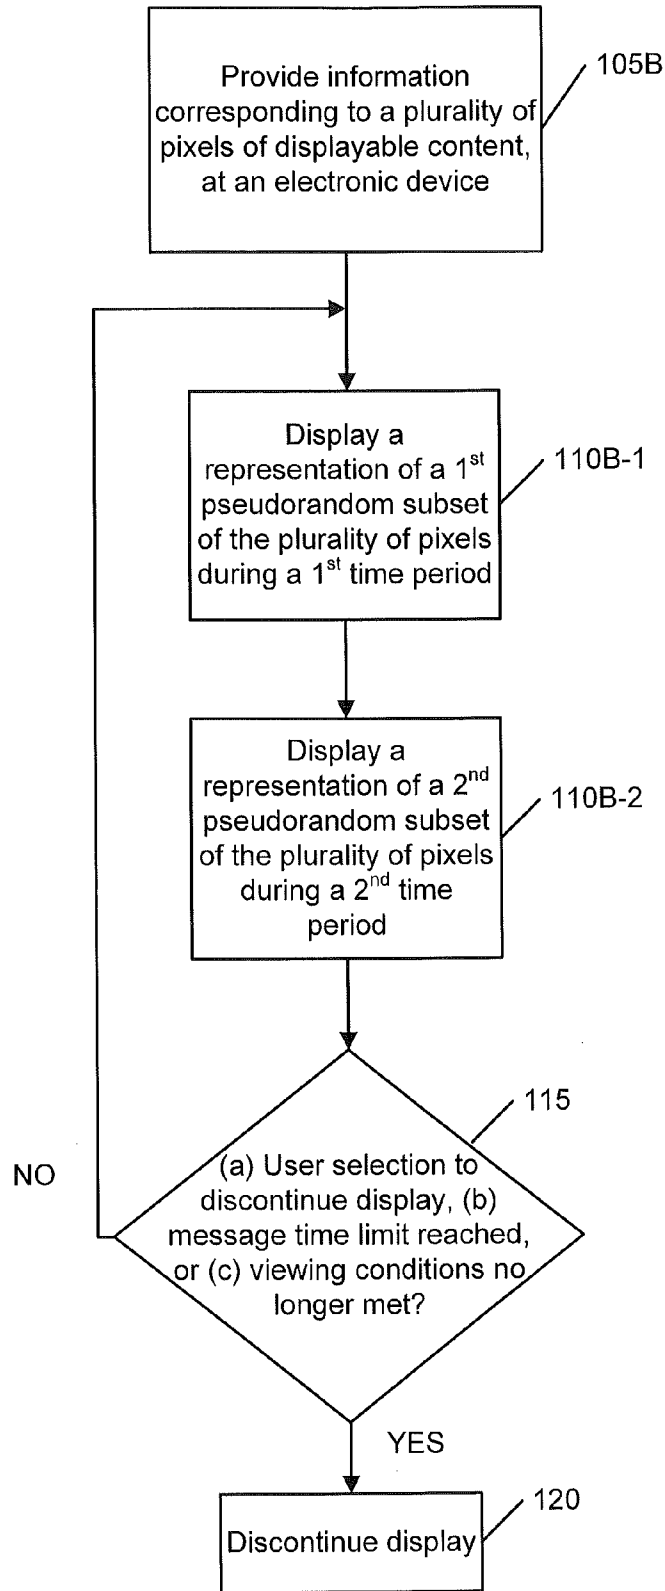 Provide information
corresponding to a plurality of
pixels of displayable content,
at an electronic device
105B
Display a
representation of a 1st
pseudorandom subset
of the plurality of pixels
during a 1st time period
110B-1
Display a
representation of a 2nd
pseudorandom subset
of the plurality of pixels
during a 2nd time
period
110B-2
115
(a) User selection to
discontinue display, (b)
message time limit reached,
or (c) viewing conditions no
longer met?
NO
YES
120
Discontinue display